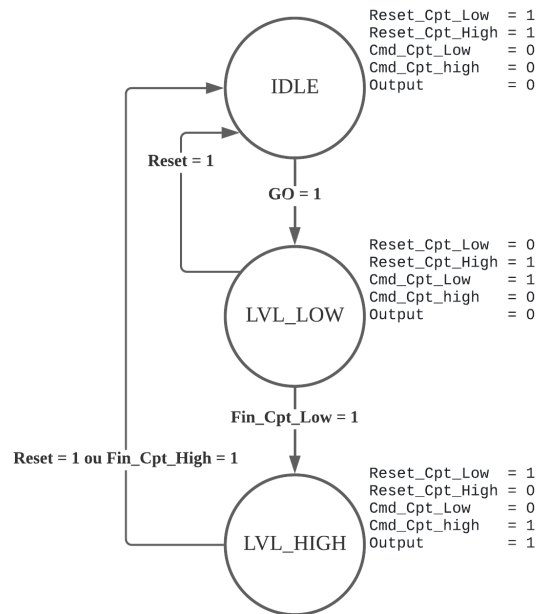 Reset_Cpt_Low = 1
Reset_Cpt_High = 1
Cmd_Cpt_Low = 0
Cmd_Cpt_high = 0
Output = 0
IDLE
Reset = 1
GO = 1
Reset_Cpt_Low = 0
Reset_Cpt_High = 1
Cmd_Cpt_Low = 1
Cmd_Cpt_high = 0
Output = 0
LVL_LOW
Fin_Cpt_Low = 1
Reset = 1 ou Fin_Cpt_High = 1
Reset_Cpt_Low = 1
Reset_Cpt_High = 0
Cmd_Cpt_Low = 0
Cmd_Cpt_high = 1
Output = 1
LVL_HIGH